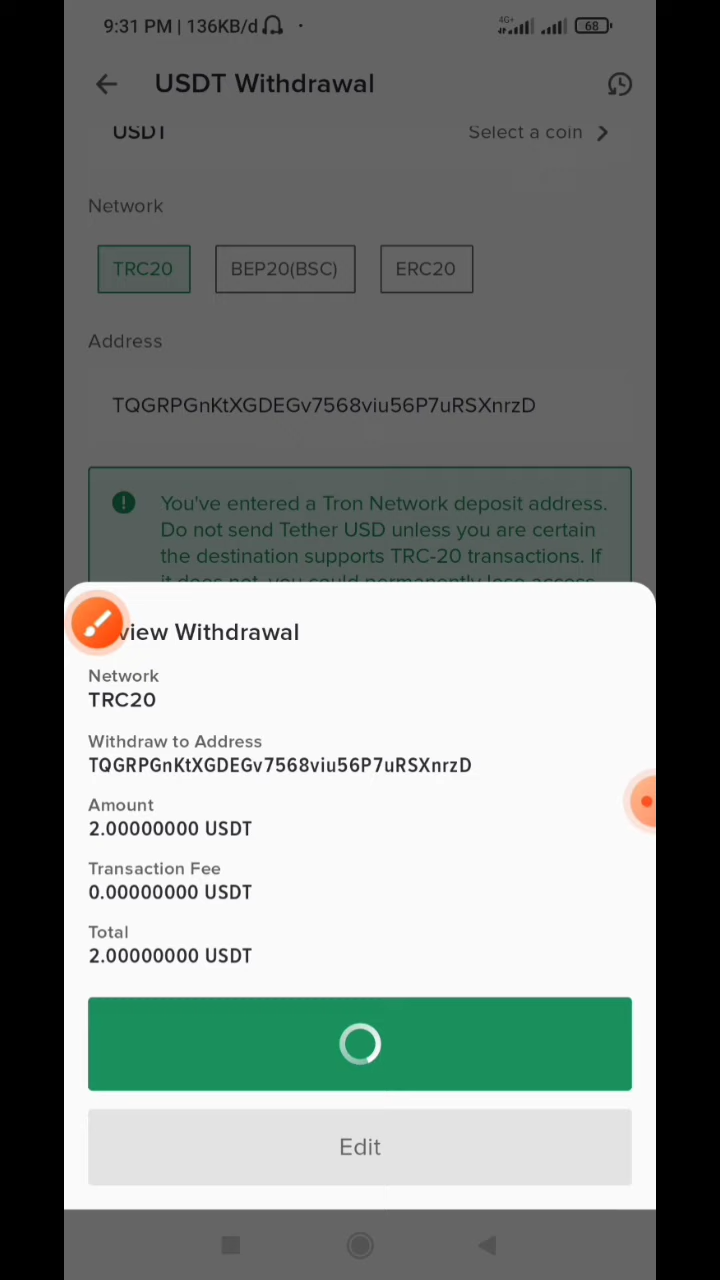 9:31 PM | 136KB/d
4G+
68
USDT Withdrawal
USDT
Select a coin
Network
TRC20
BEP20(BSC)
ERC20
Address
TQGRPGnKtXGDEGv7568viu56P7uRSXnrzD
You've entered a Tron Network deposit address.
Do not send Tether USD unless you are certain
the destination supports TRC-20 transactions. If
it does not, you could permanently lose access
view Withdrawal
Network
TRC20
Withdraw to Address
TQGRPGnKtXGDEGv7568viu56P7uRSXnrzD
Amount
2.00000000 USDT
Transaction Fee
0.00000000 USDT
Total
2.00000000 USDT
Edit